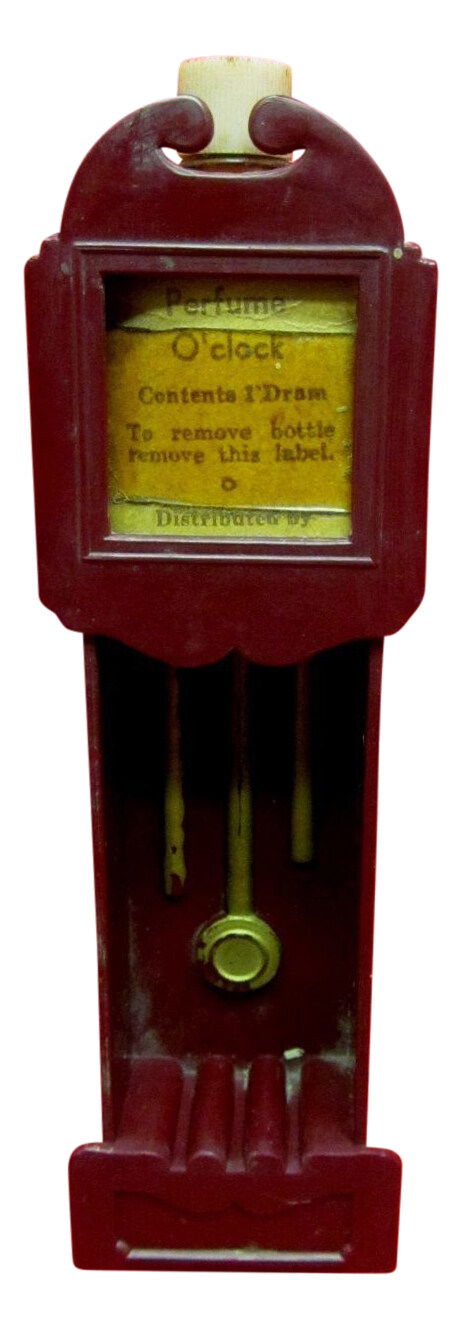 Perfume
O'clock
Contents 1 Dram
To remove bottle
remove this label.
Distributed by